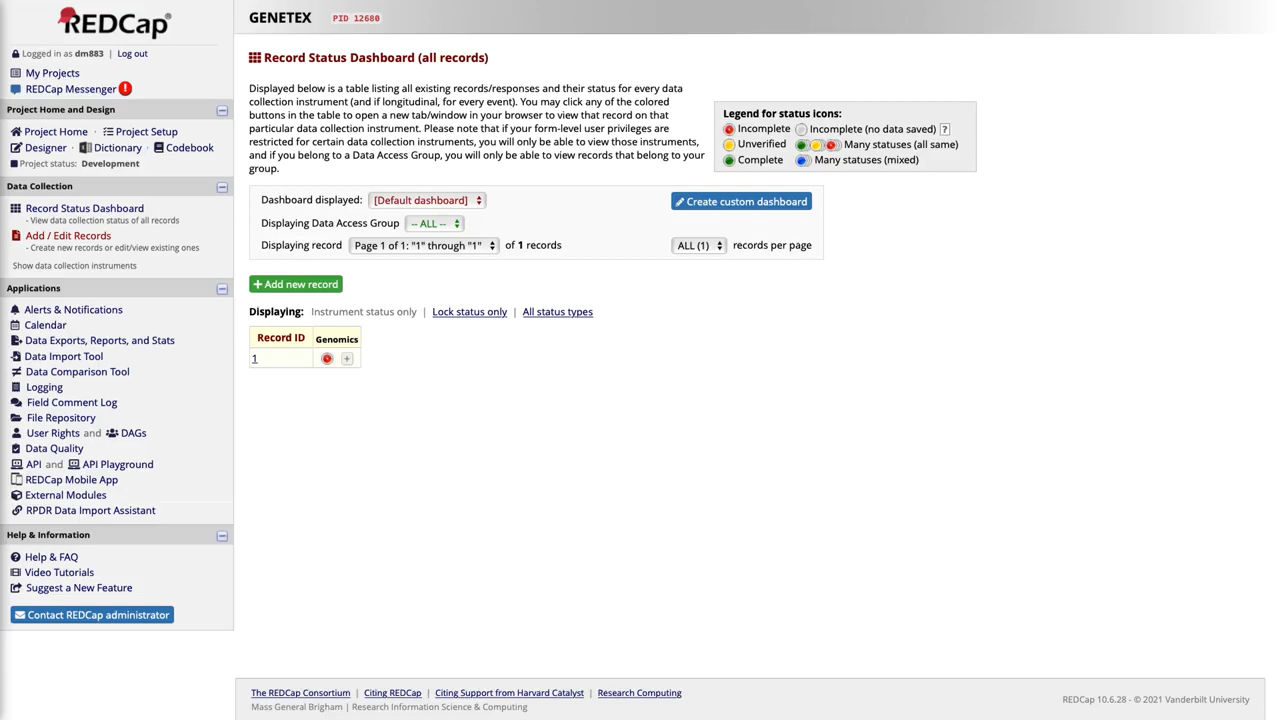 REDCap
Logged in as dm883 | Log out
My Projects
REDCap Messenger !
Project Home and Design
Project Home · Project Setup
Designer · Dictionary · Codebook
Project status: Development
Data Collection
Record Status Dashboard
- View data collection status of all records
Add / Edit Records
- Create new records or edit/view existing ones
Show data collection instruments
Applications
Alerts & Notifications
Calendar
Data Exports, Reports, and Stats
Data Import Tool
Data Comparison Tool
Logging
Field Comment Log
File Repository
User Rights and DAGs
Data Quality
API and API Playground
REDCap Mobile App
External Modules
RPDR Data Import Assistant
Help & Information
Help & FAQ
Video Tutorials
Suggest a New Feature
Contact REDCap administrator
GENETEX PID 12680
Record Status Dashboard (all records)
Displayed below is a table listing all existing records/responses and their status for every data
collection instrument (and if longitudinal, for every event). You may click any of the colored
buttons in the table to open a new tab/window in your browser to view that record on that
particular data collection instrument. Please note that if your form-level user privileges are
restricted for certain data collection instruments, you will only be able to view those instruments,
and if you belong to a Data Access Group, you will only be able to view records that belong to your
group.
Legend for status icons:
Incomplete Incomplete (no data saved) ?
Unverified Many statuses (all same)
Complete Many statuses (mixed)
Dashboard displayed: [Default dashboard] Create custom dashboard
Displaying Data Access Group -- ALL --
Displaying record Page 1 of 1: "1" through "1" of 1 records ALL (1) records per page
+ Add new record
Displaying: Instrument status only | Lock status only | All status types
Record ID Genomics
1 +
The REDCap Consortium | Citing REDCap | Citing Support from Harvard Catalyst | Research Computing
Mass General Brigham | Research Information Science & Computing
REDCap 10.6.28 - © 2021 Vanderbilt University